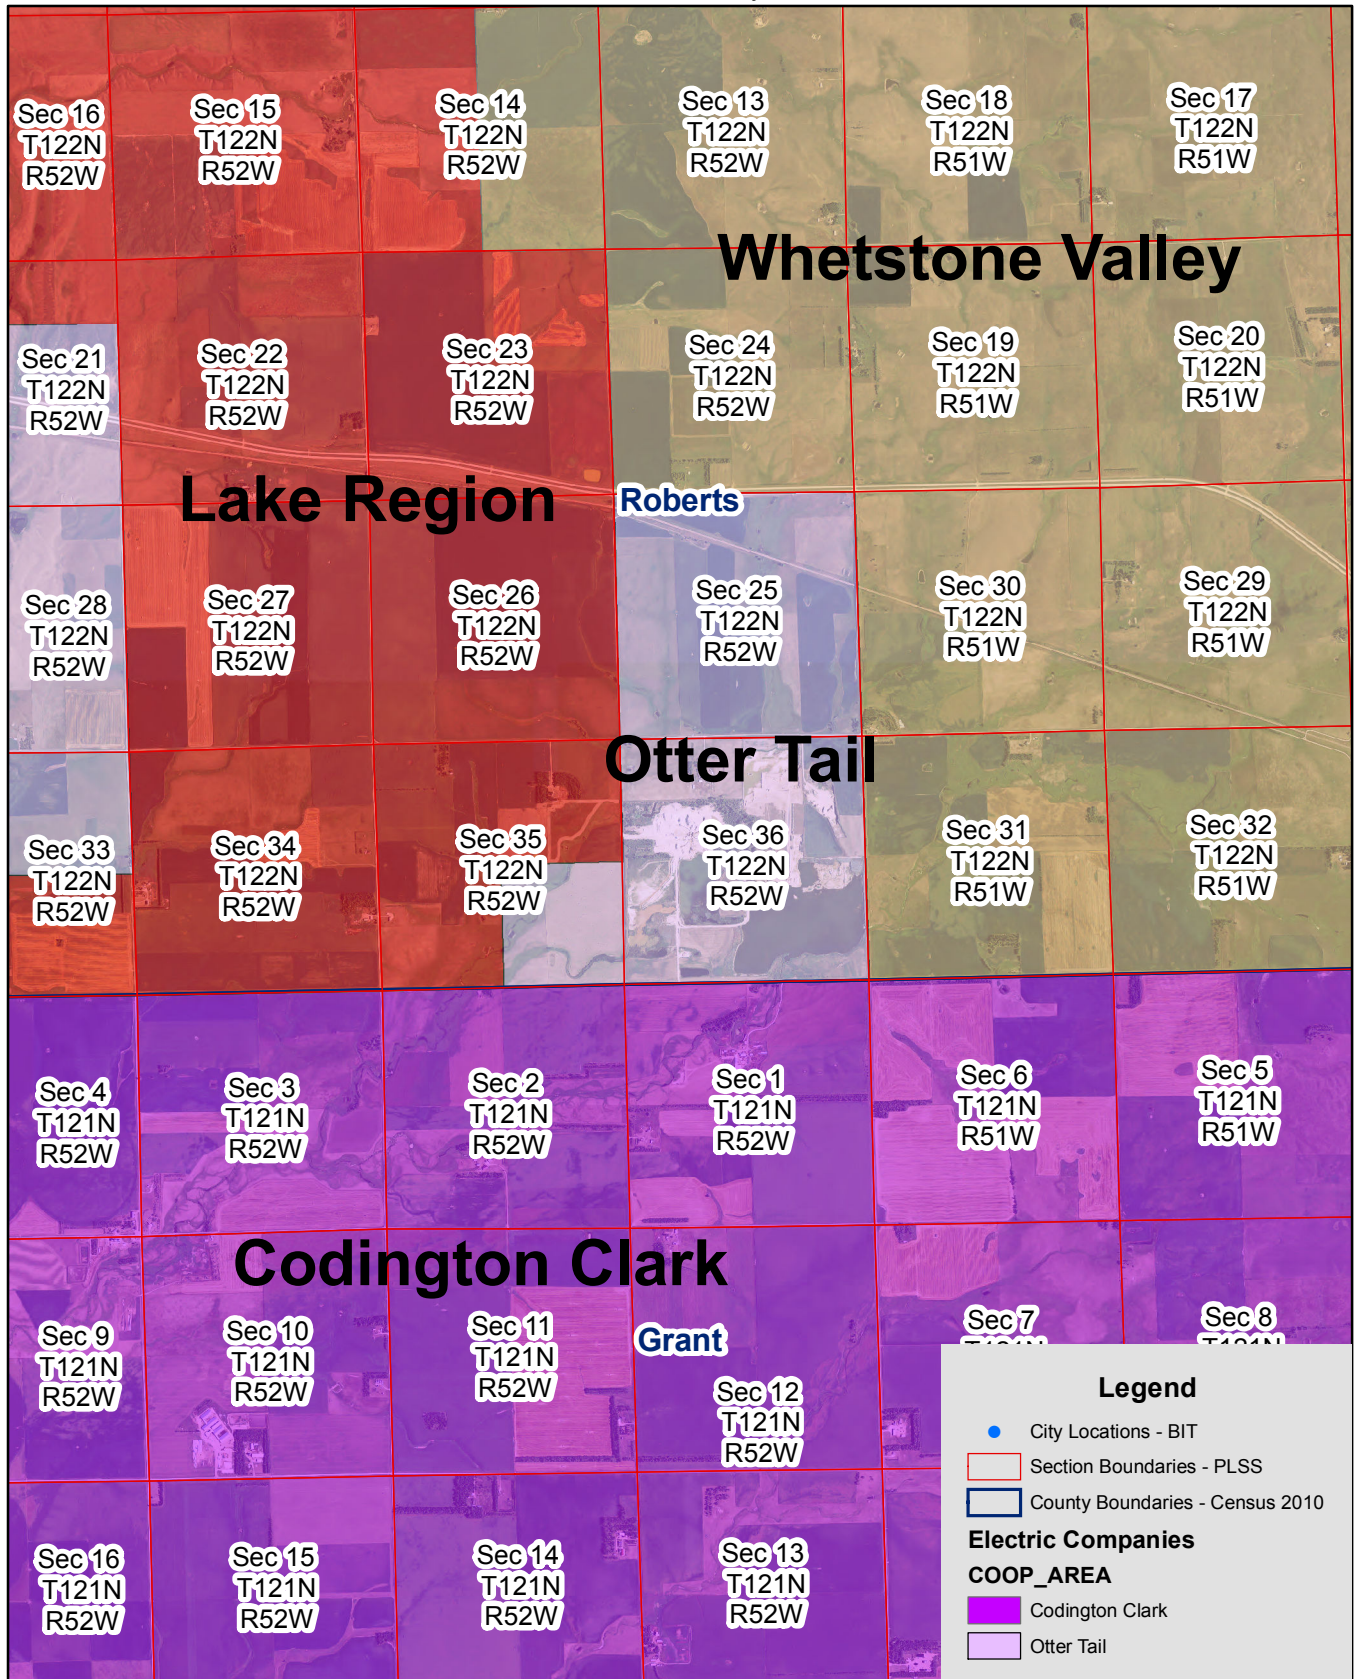 Sec 16
T122N
R52W
Sec 15
T122N
R52W
Sec 14
T122N
R52W
Sec 13
T122N
R52W
Sec 18
T122N
R51W
Sec 17
T122N
R51W
Whetstone Valley
Sec 21
T122N
R52W
Sec 22
T122N
R52W
Sec 23
T122N
R52W
Sec 24
T122N
R52W
Sec 19
T122N
R51W
Sec 20
T122N
R51W
Lake Region
Roberts
Sec 28
T122N
R52W
Sec 27
T122N
R52W
Sec 26
T122N
R52W
Sec 25
T122N
R52W
Sec 30
T122N
R51W
Sec 29
T122N
R51W
Otter Tail
Sec 33
T122N
R52W
Sec 34
T122N
R52W
Sec 35
T122N
R52W
Sec 36
T122N
R52W
Sec 31
T122N
R51W
Sec 32
T122N
R51W
Sec 4
T121N
R52W
Sec 3
T121N
R52W
Sec 2
T121N
R52W
Sec 1
T121N
R52W
Sec 6
T121N
R51W
Sec 5
T121N
R51W
Codington Clark
Sec 9
T121N
R52W
Sec 10
T121N
R52W
Sec 11
T121N
R52W
Grant
Sec 12
T121N
R52W
Sec 7
T121N
Sec 8
T121N
Sec 16
T121N
R52W
Sec 15
T121N
R52W
Sec 14
T121N
R52W
Sec 13
T121N
R52W
Legend
City Locations - BIT
Section Boundaries - PLSS
County Boundaries - Census 2010
Electric Companies
COOP_AREA
Codington Clark
Otter Tail